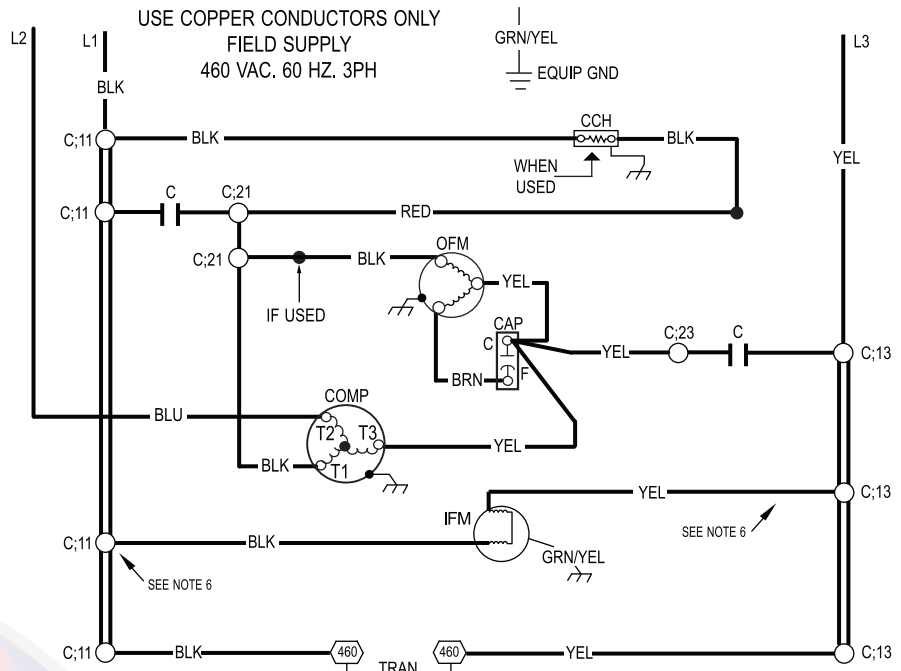 USE COPPER CONDUCTORS ONLY
FIELD SUPPLY
460 VAC. 60 HZ. 3PH
L2
L1
BLK
GRN/YEL
EQUIP GND
L3
YEL
C;11
BLK
CCH
BLK
WHEN
USED
C;11
C
C;21
RED
C;21
BLK
IF USED
OFM
YEL
CAP
C
F
BRN
YEL
C;23
C
C;13
BLU
COMP
T2
T3
T1
BLK
YEL
IFM
YEL
C;13
SEE NOTE 6
GRN/YEL
C;11
BLK
SEE NOTE 6
C;11
BLK
460
TRAN
460
YEL
C;13